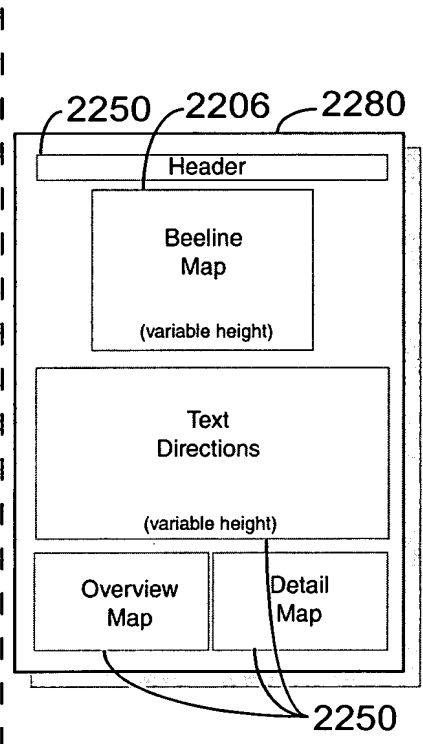 2250 2206 2280
Header
Beeline
Map
(variable height)
Text
Directions
(variable height)
Overview
Map
Detail
Map
2250